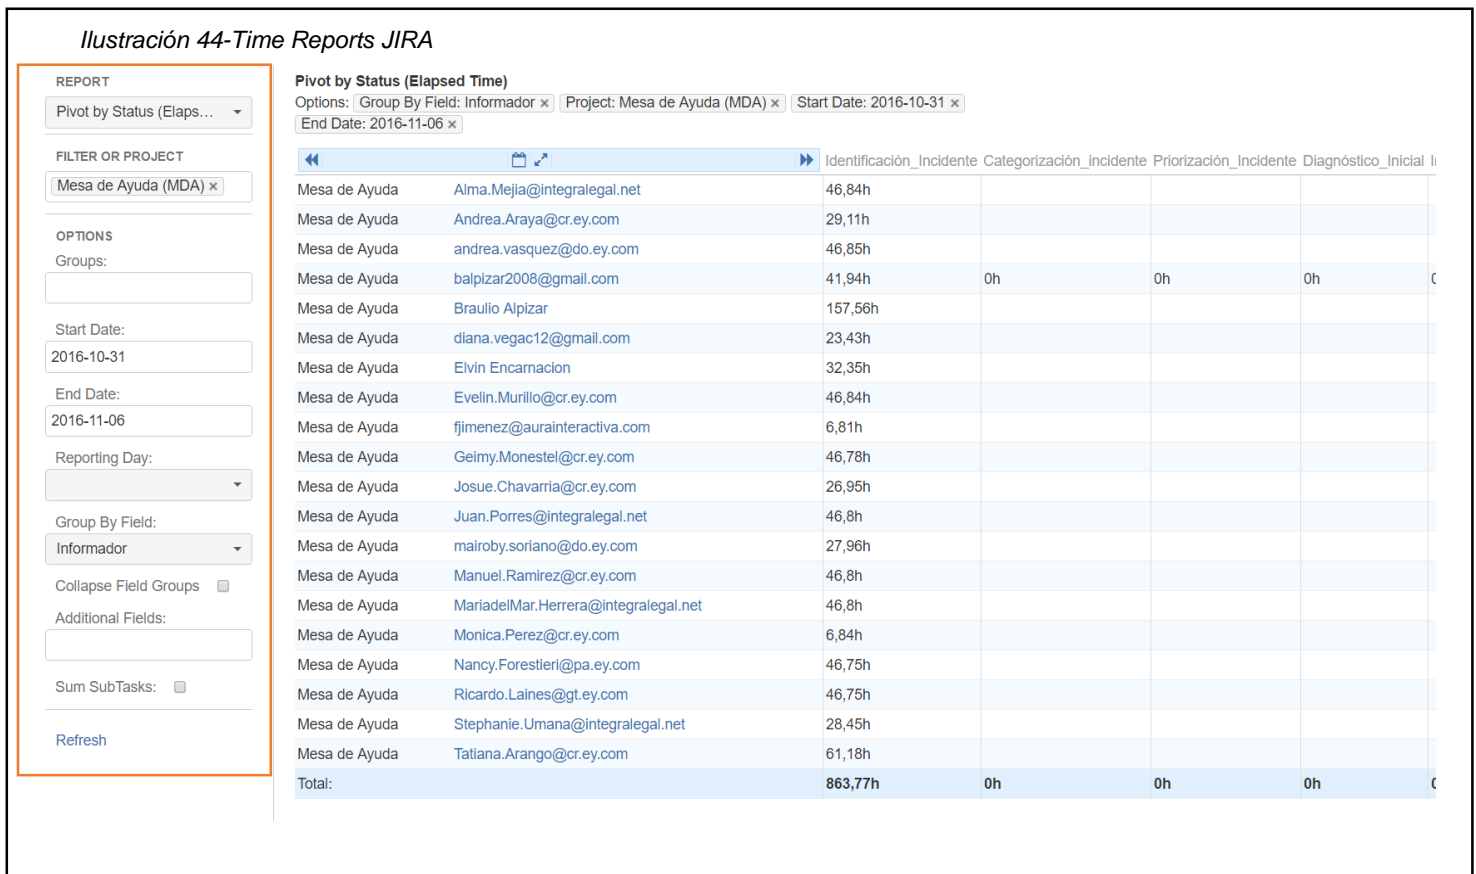 Ilustración 44-Time Reports JIRA
REPORT
Pivot by Status (Elaps...
FILTER OR PROJECT
Mesa de Ayuda (MDA) ×
OPTIONS
Groups:
Start Date:
2016-10-31
End Date:
2016-11-06
Reporting Day:
Group By Field:
Informador
Collapse Field Groups
Additional Fields:
Sum SubTasks:
Refresh
Pivot by Status (Elapsed Time)
Options: Group By Field: Informador × Project: Mesa de Ayuda (MDA) × Start Date: 2016-10-31 ×
End Date: 2016-11-06 ×
Identificación_Incidente Categorización_incidente Priorización_Incidente Diagnóstico_Inicial
Mesa de Ayuda Alma.Mejia@integralegal.net 46,84h
Mesa de Ayuda Andrea.Araya@cr.ey.com 29,11h
Mesa de Ayuda andrea.vasquez@do.ey.com 46,85h
Mesa de Ayuda balpizar2008@gmail.com 41,94h 0h 0h 0h
Mesa de Ayuda Braulio Alpizar 157,56h
Mesa de Ayuda diana.vegac12@gmail.com 23,43h
Mesa de Ayuda Elvin Encarnacion 32,35h
Mesa de Ayuda Evelin.Murillo@cr.ey.com 46,84h
Mesa de Ayuda fjimenez@aurainteractiva.com 6,81h
Mesa de Ayuda Geimy.Monestel@cr.ey.com 46,78h
Mesa de Ayuda Josue.Chavarria@cr.ey.com 26,95h
Mesa de Ayuda Juan.Porres@integralegal.net 46,8h
Mesa de Ayuda mairoby.soriano@do.ey.com 27,96h
Mesa de Ayuda Manuel.Ramirez@cr.ey.com 46,8h
Mesa de Ayuda MariadelMar.Herrera@integralegal.net 46,8h
Mesa de Ayuda Monica.Perez@cr.ey.com 6,84h
Mesa de Ayuda Nancy.Forestieri@pa.ey.com 46,75h
Mesa de Ayuda Ricardo.Laines@gt.ey.com 46,75h
Mesa de Ayuda Stephanie.Umana@integralegal.net 28,45h
Mesa de Ayuda Tatiana.Arango@cr.ey.com 61,18h
Total: 863,77h 0h 0h 0h